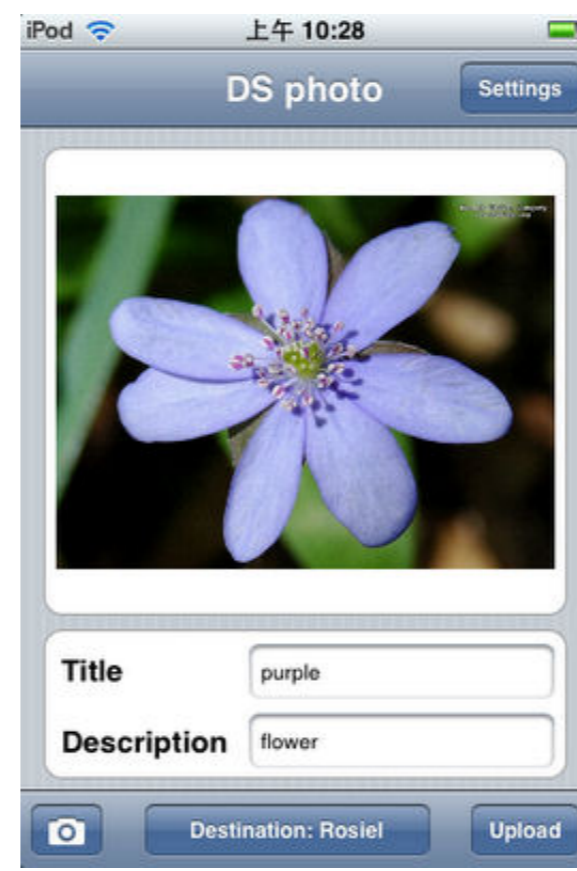 iPod 上午 10:28
DS photo Settings
Title purple
Description flower
Destination: Rosiel Upload